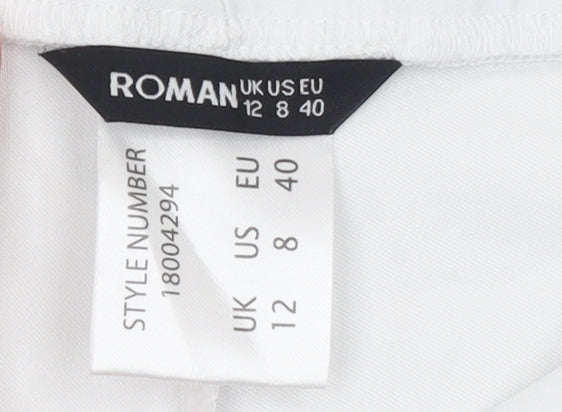 ROMAN UK US EU
12 8 40
STYLE NUMBER
18004294
UK US EU
12 8 40